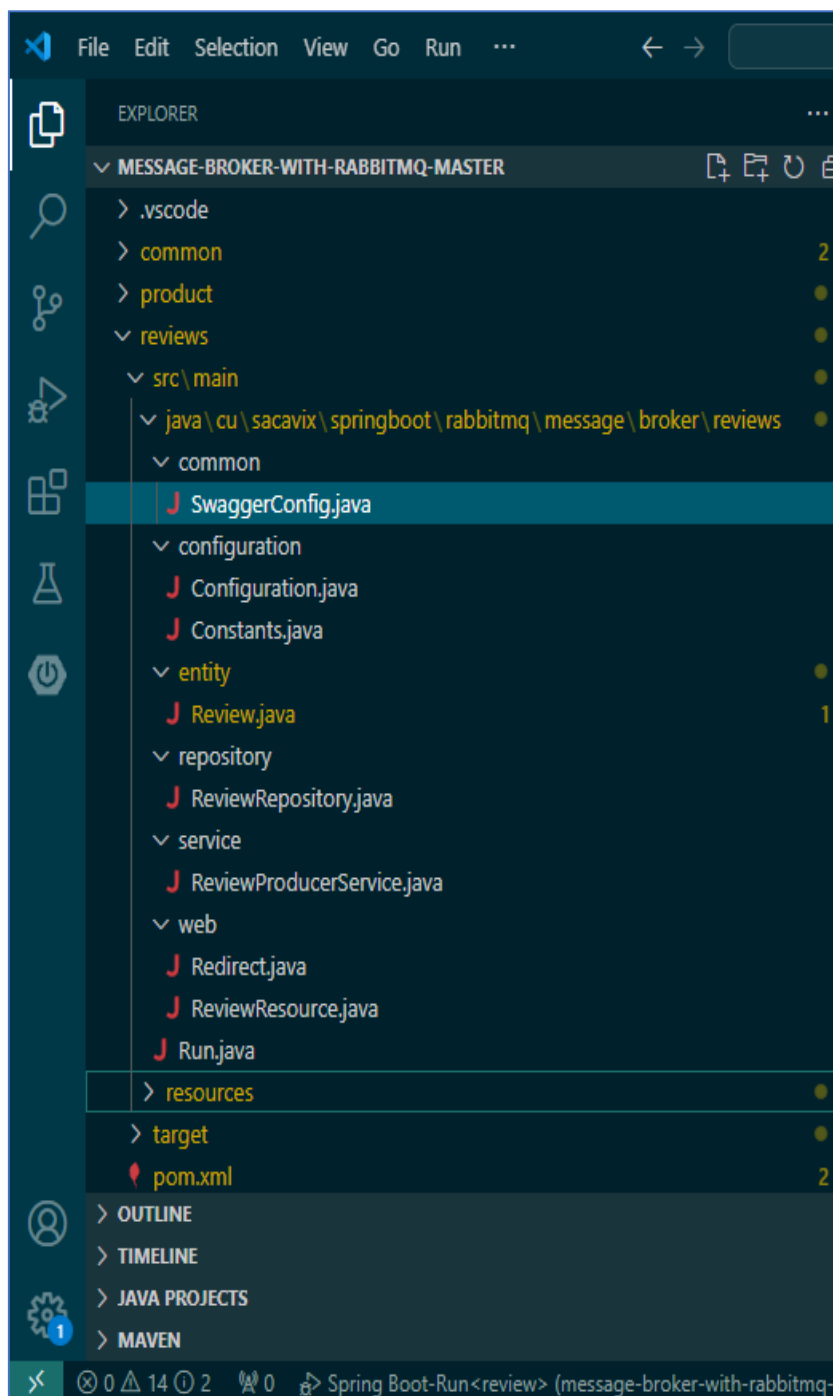 File Edit Selection View Go Run ···
EXPLORER ···
MESSAGE-BROKER-WITH-RABBITMQ-MASTER
.vscode
common 2
product
reviews
src\main
java\cu\sacavix\springboot\rabbitmq\message\broker\reviews
common
J SwaggerConfig.java
configuration
J Configuration.java
J Constants.java
entity
J Review.java 1
repository
J ReviewRepository.java
service
J ReviewProducerService.java
web
J Redirect.java
J ReviewResource.java
J Run.java
resources
target
pom.xml 2
OUTLINE
TIMELINE
JAVA PROJECTS
MAVEN
1
0 14 2 0 Spring Boot-Run<review> (message-broker-with-rabbitmq-